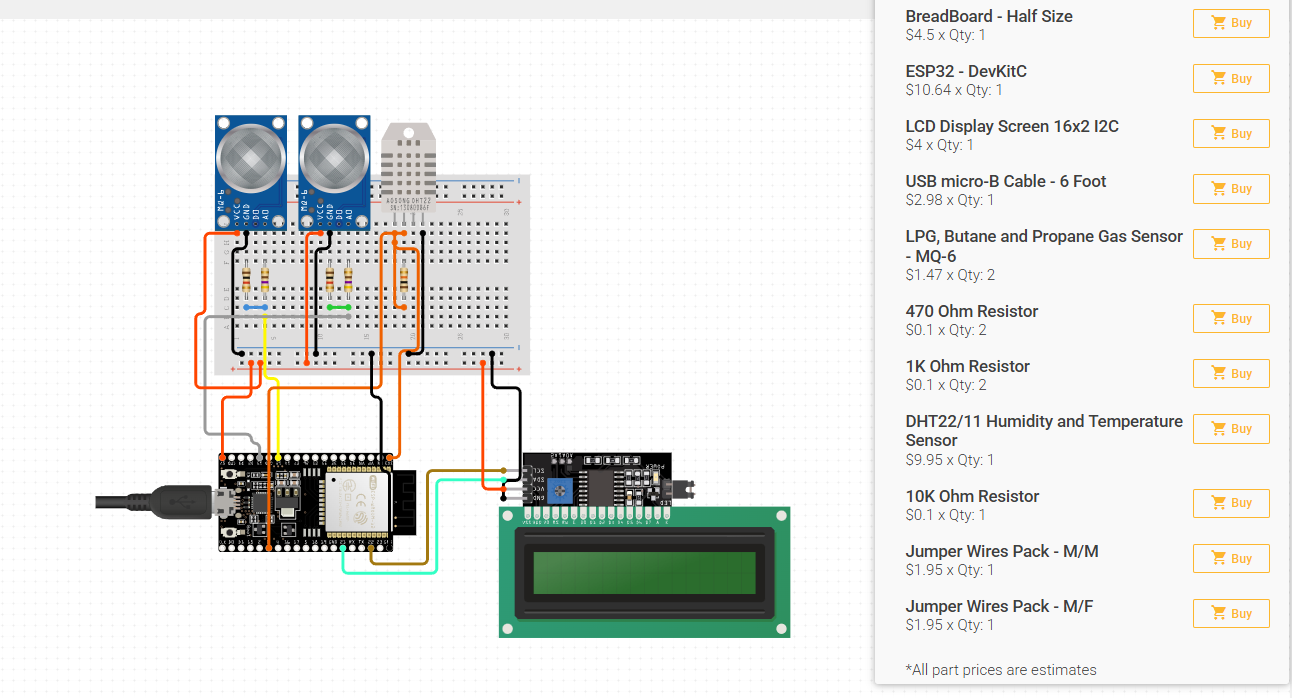 BreadBoard - Half Size
$4.5 x Qty: 1
Buy
ESP32 - DevKitC
$10.64 x Qty: 1
Buy
LCD Display Screen 16x2 I2C
$4 x Qty: 1
Buy
USB micro-B Cable - 6 Foot
$2.98 x Qty: 1
Buy
LPG, Butane and Propane Gas Sensor
- MQ-6
$1.47 x Qty: 2
Buy
470 Ohm Resistor
$0.1 x Qty: 2
Buy
1K Ohm Resistor
$0.1 x Qty: 2
Buy
DHT22/11 Humidity and Temperature
Sensor
$9.95 x Qty: 1
Buy
10K Ohm Resistor
$0.1 x Qty: 1
Buy
Jumper Wires Pack - M/M
$1.95 x Qty: 1
Buy
Jumper Wires Pack - M/F
$1.95 x Qty: 1
Buy
*All part prices are estimates
MQ-6
VCC
GND
DO
AO
MQ-6
VCC
GND
DO
AO
AOSONG DHT22
SCL
SDA
VCC
GND
POWER
LED